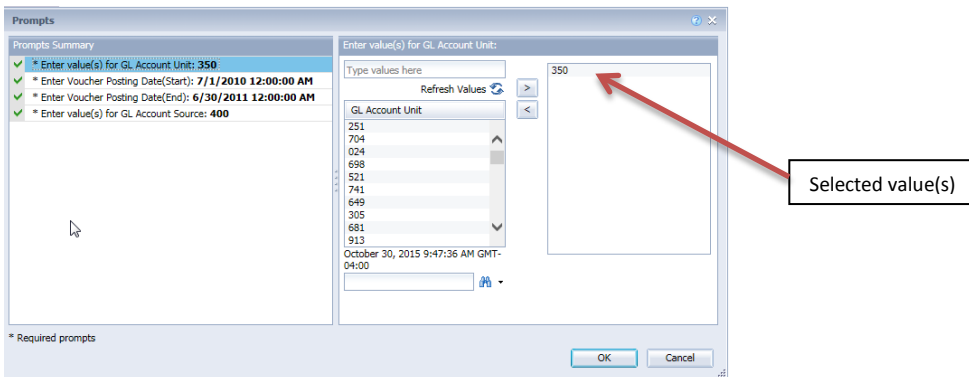 Prompts
Prompts Summary
* Enter value(s) for GL Account Unit: 350
* Enter Voucher Posting Date(Start): 7/1/2010 12:00:00 AM
* Enter Voucher Posting Date(End): 6/30/2011 12:00:00 AM
* Enter value(s) for GL Account Source: 400
Enter value(s) for GL Account Unit:
Type values here
Refresh Values
>
<
GL Account Unit
251
704
024
698
521
741
649
305
681
913
October 30, 2015 9:47:36 AM GMT-
04:00
350
Selected value(s)
* Required prompts
OK
Cancel